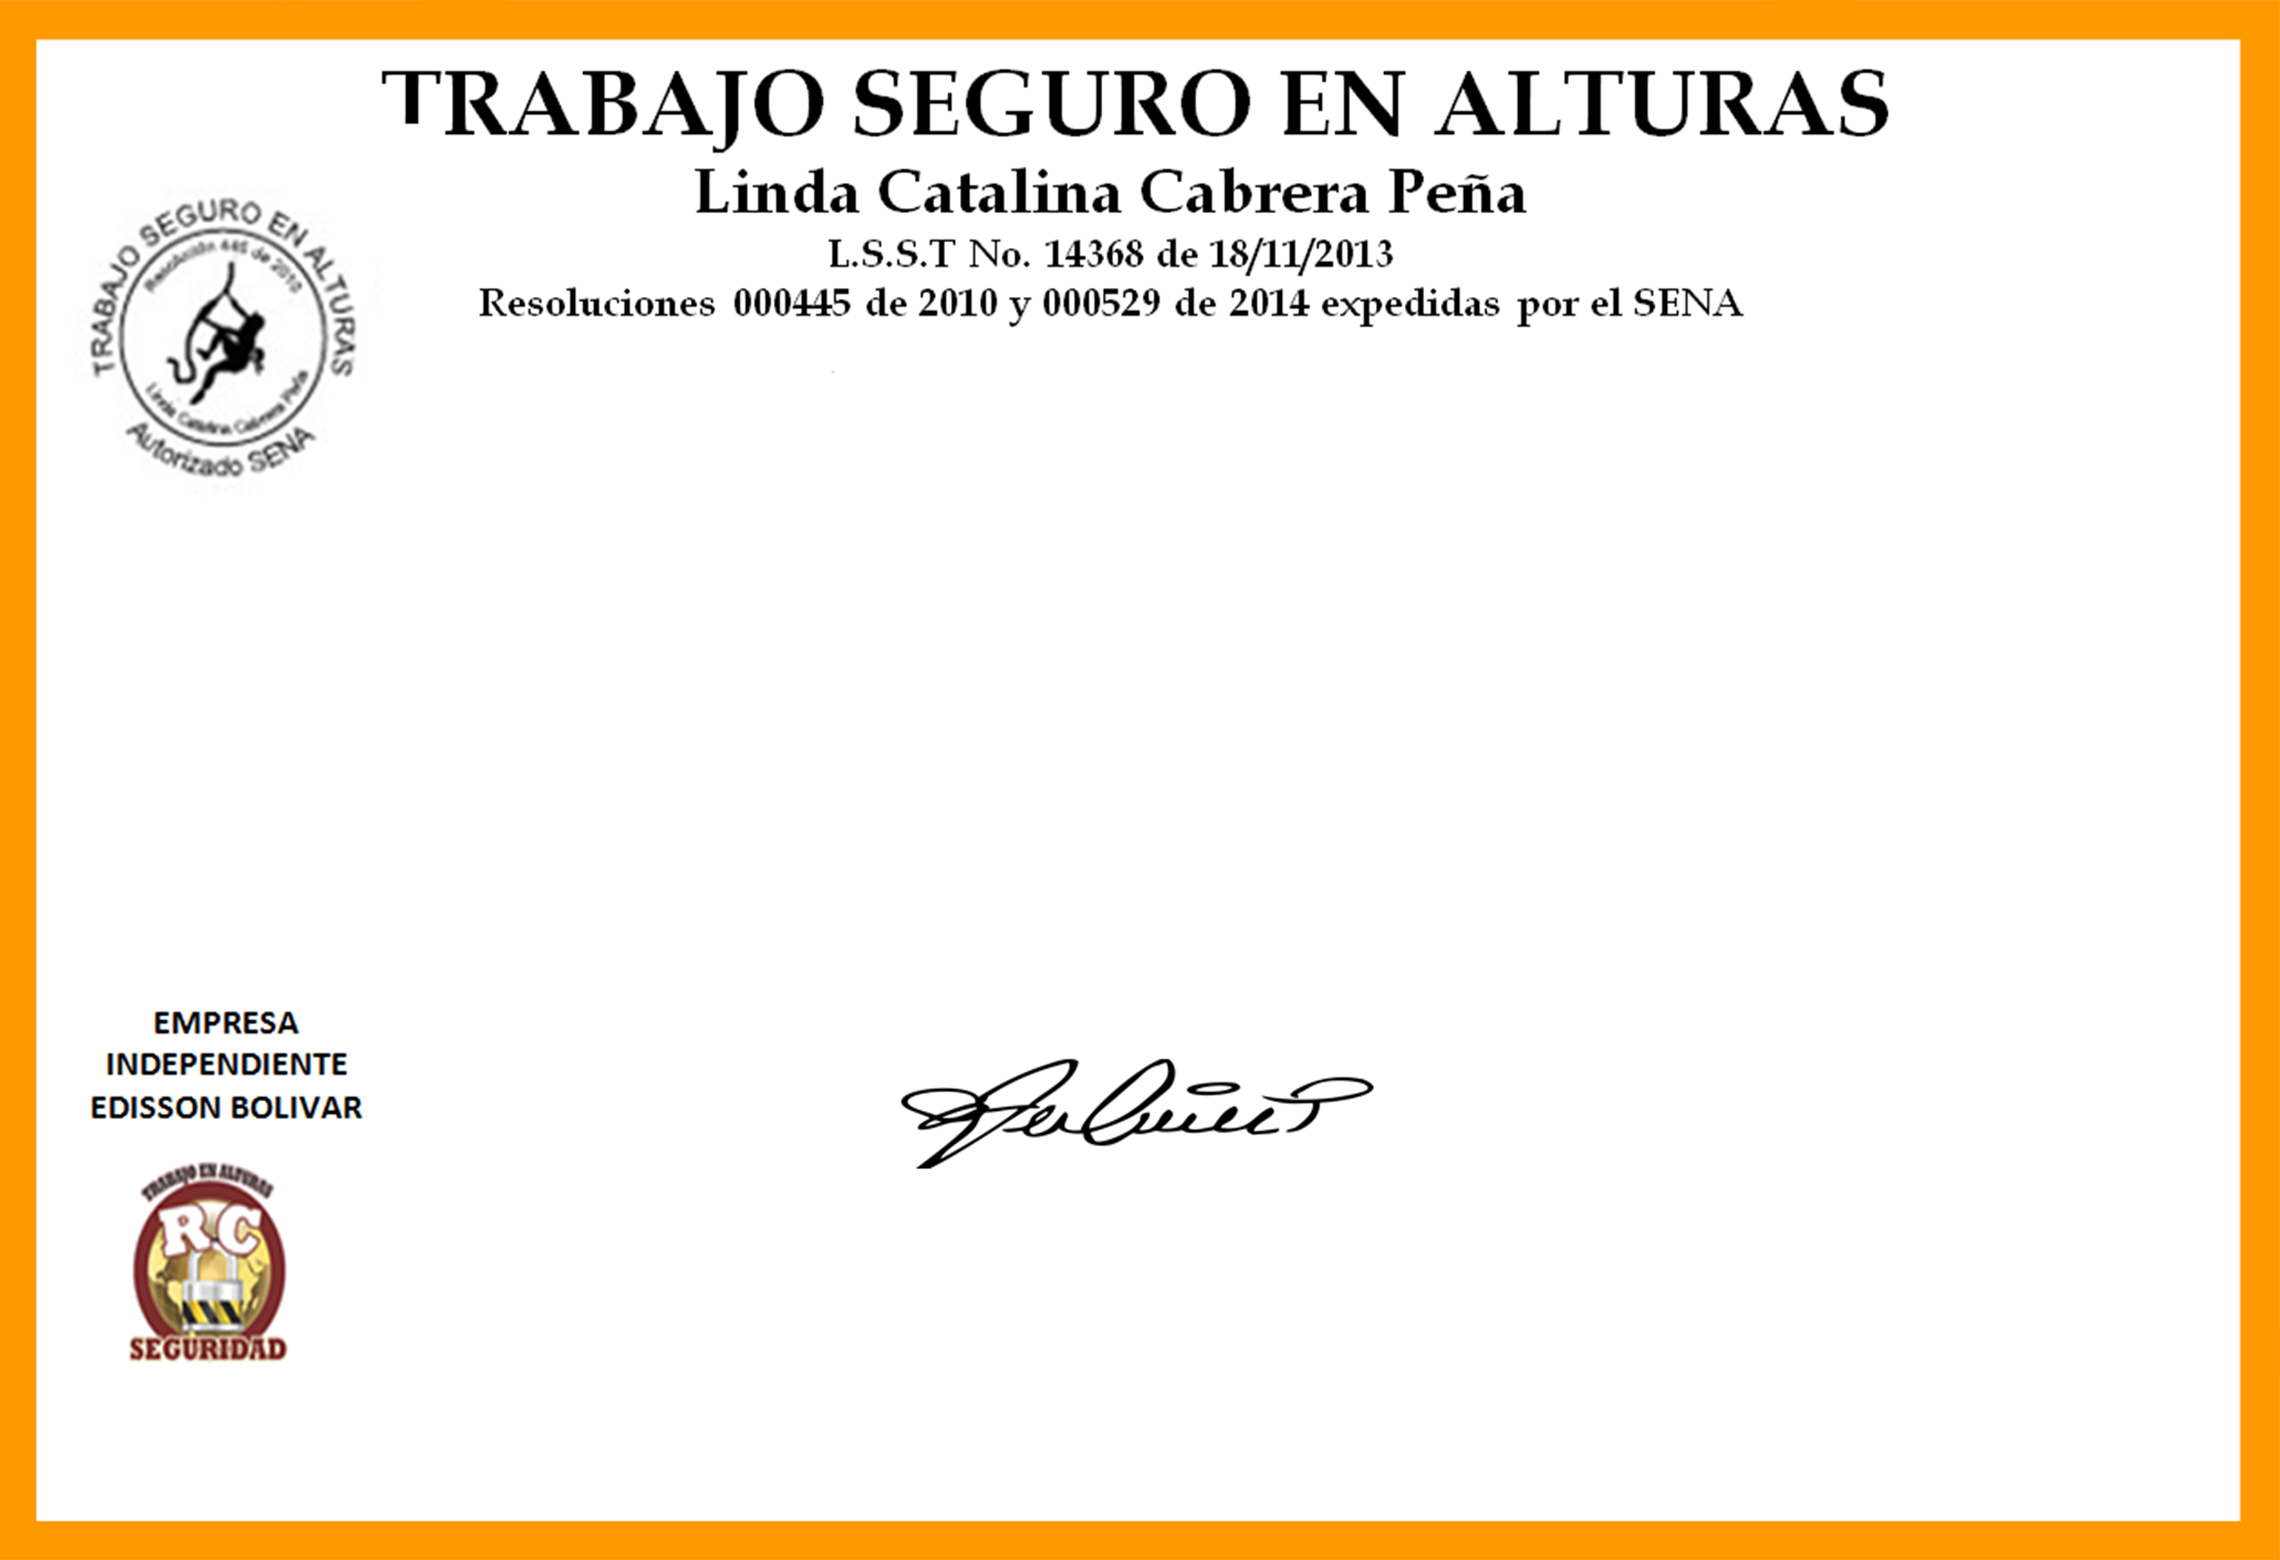 TRABAJO SEGURO EN ALTURAS
Linda Catalina Cabrera Peña
L.S.S.T No. 14368 de 18/11/2013
Resoluciones 000445 de 2010 y 000529 de 2014 expedidas por el SENA
TRABAJO SEGURO EN ALTURAS
Resolución 445 de 2010
Linda Catalina Cabrera Peña
Autorizado SENA
EMPRESA
INDEPENDIENTE
EDISSON BOLIVAR
TRABAJO EN ALTURAS
RC
SEGURIDAD